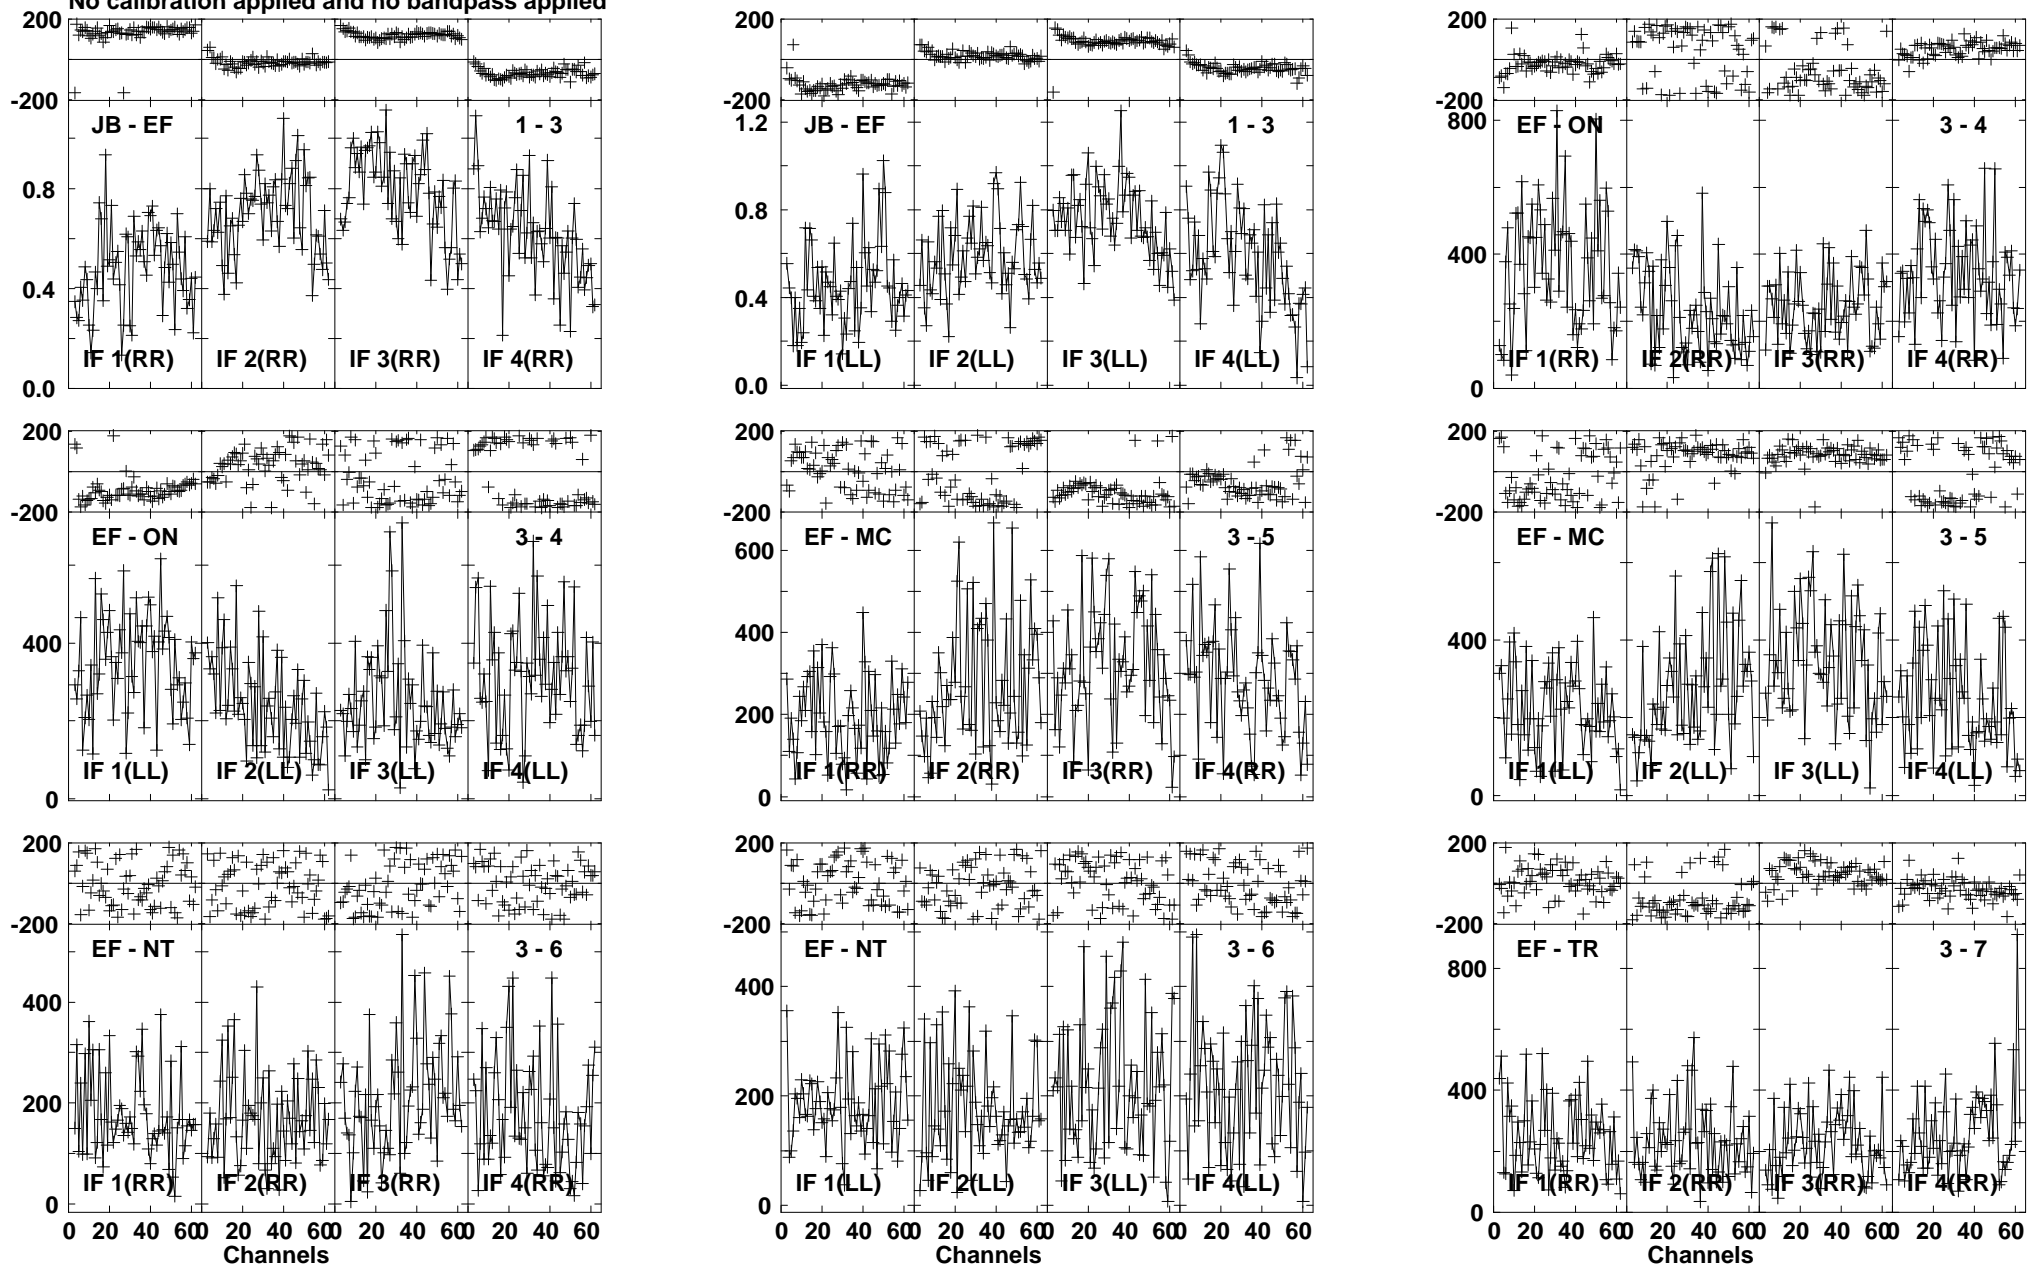 No calibration applied and no bandpass applied
200
-200
JB - EF
1 - 3
0.8
0.4
0.0
IF 1(RR)
IF 2(RR)
IF 3(RR)
IF 4(RR)
200
-200
1.2
JB - EF
1 - 3
0.8
0.4
0.0
IF 1(LL)
IF 2(LL)
IF 3(LL)
IF 4(LL)
200
-200
800
EF - ON
3 - 4
400
0
IF 1(RR)
IF 2(RR)
IF 3(RR)
IF 4(RR)
200
-200
EF - ON
3 - 4
400
0
IF 1(LL)
IF 2(LL)
IF 3(LL)
IF 4(LL)
200
-200
EF - MC
3 - 5
600
400
200
0
IF 1(RR)
IF 2(RR)
IF 3(RR)
IF 4(RR)
200
-200
EF - MC
3 - 5
400
0
IF 1(LL)
IF 2(LL)
IF 3(LL)
IF 4(LL)
200
-200
EF - NT
3 - 6
400
200
0
IF 1(RR)
IF 2(RR)
IF 3(RR)
IF 4(RR)
0 20 40 60 0 20 40 60 0 20 40 60 0 20 40 60
Channels
200
-200
EF - NT
3 - 6
400
200
0
IF 1(LL)
IF 2(LL)
IF 3(LL)
IF 4(LL)
0 20 40 60 0 20 40 60 0 20 40 60 0 20 40 60
Channels
200
-200
EF - TR
3 - 7
800
400
0
IF 1(RR)
IF 2(RR)
IF 3(RR)
IF 4(RR)
0 20 40 60 0 20 40 60 0 20 40 60 0 20 40 60
Channels